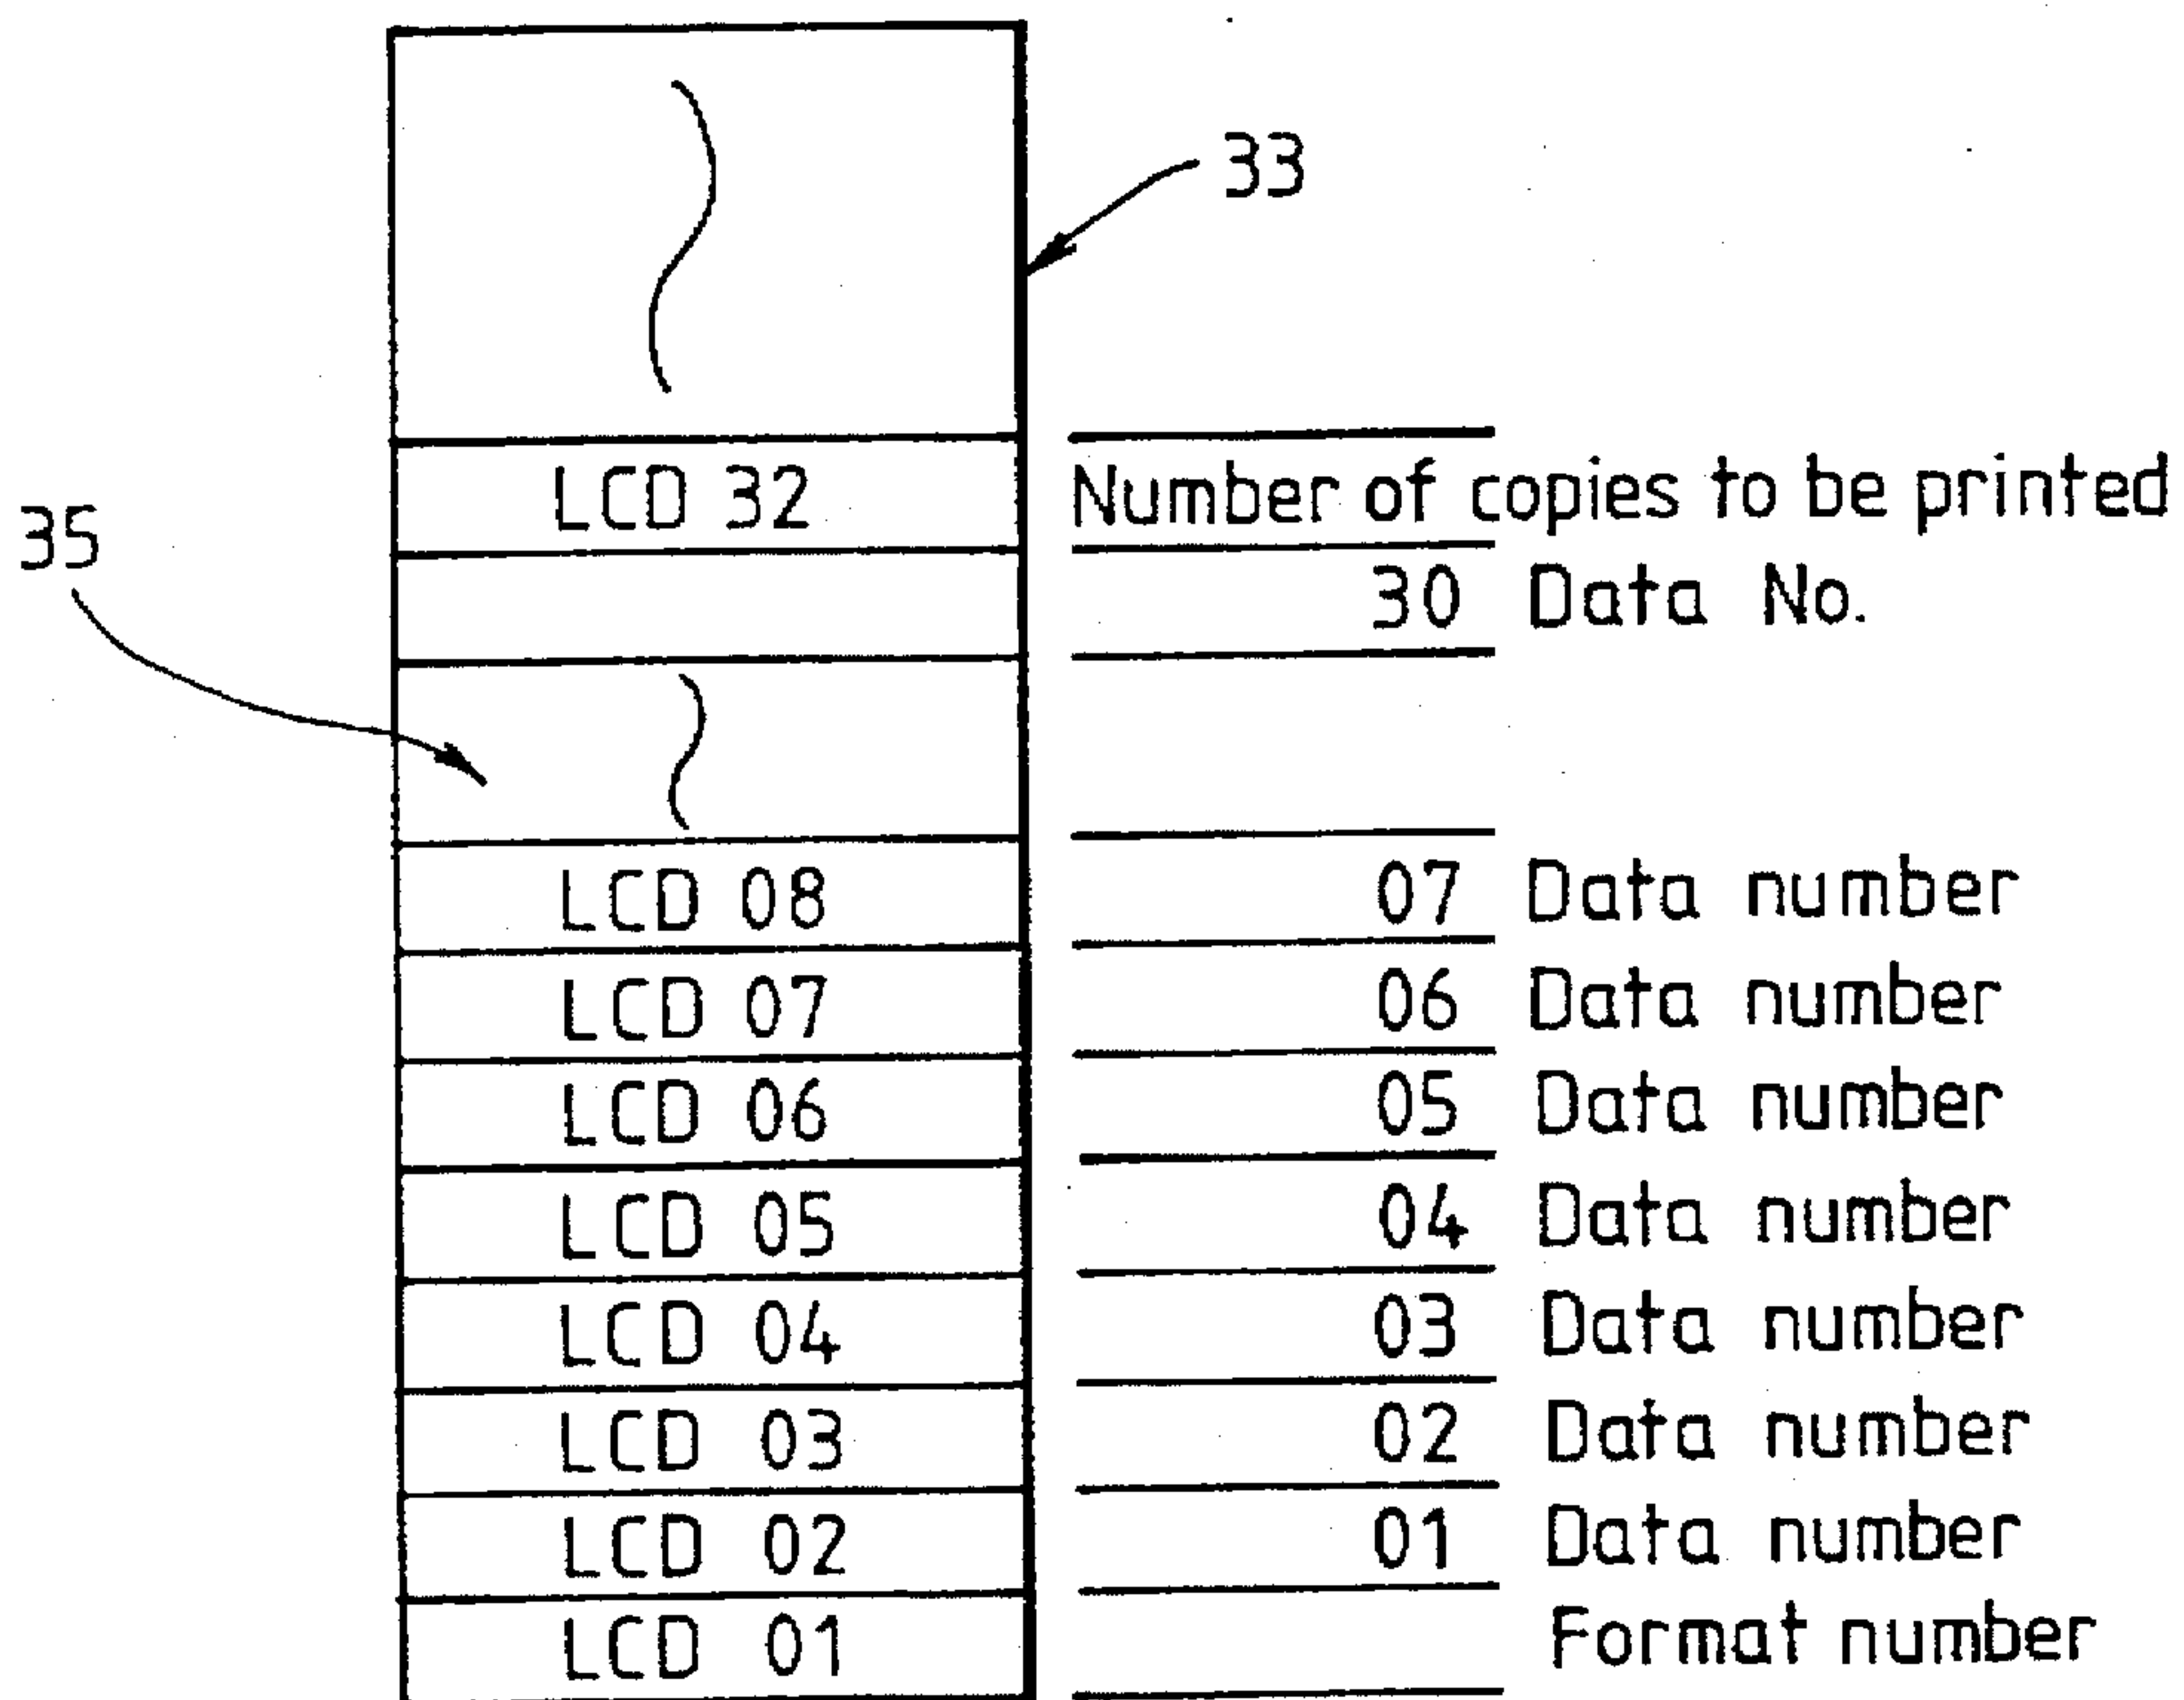 33
LCD 32 Number of copies to be printed
35
30 Data No.
LCD 08 07 Data number
LCD 07 06 Data number
LCD 06 05 Data number
LCD 05 04 Data number
LCD 04 03 Data number
LCD 03 02 Data number
LCD 02 01 Data number
LCD 01 Format number